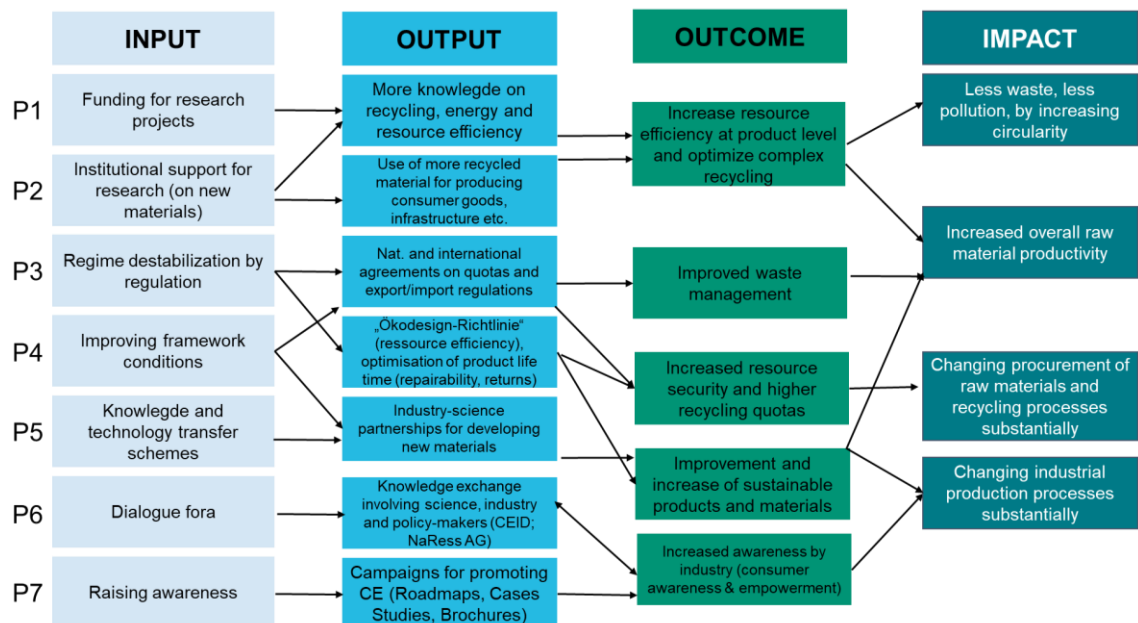 INPUT
OUTPUT
OUTCOME
IMPACT
P1
Funding for research
projects
P2
Institutional support for
research (on new
materials)
P3
Regime destabilization by
regulation
P4
Improving framework
conditions
P5
Knowlegde and
technology transfer
schemes
P6
Dialogue fora
P7
Raising awareness
More knowlegde on
recycling, energy and
resource efficiency
Use of more recycled
material for producing
consumer goods,
infrastructure etc.
Nat. and international
agreements on quotas and
export/import regulations
„Ökodesign-Richtlinie“
(ressource efficiency),
optimisation of product life
time (repairability, returns)
Industry-science
partnerships for developing
new materials
Knowledge exchange
involving science, industry
and policy-makers (CEID;
NaRess AG)
Campaigns for promoting
CE (Roadmaps, Cases
Studies, Brochures)
Increase resource
efficiency at product level
and optimize complex
recycling
Improved waste
management
Increased resource
security and higher
recycling quotas
Improvement and
increase of sustainable
products and materials
Increased awareness by
industry (consumer
awareness & empowerment)
Less waste, less
pollution, by increasing
circularity
Increased overall raw
material productivity
Changing procurement of
raw materials and
recycling processes
substantially
Changing industrial
production processes
substantially